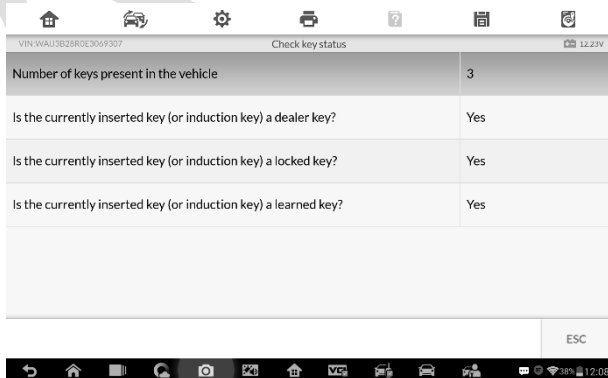 VIN:WAU3B28R0E3069307 Check key status 12.23V
Number of keys present in the vehicle 3
Is the currently inserted key (or induction key) a dealer key? Yes
Is the currently inserted key (or induction key) a locked key? Yes
Is the currently inserted key (or induction key) a learned key? Yes
ESC
38% 12:08